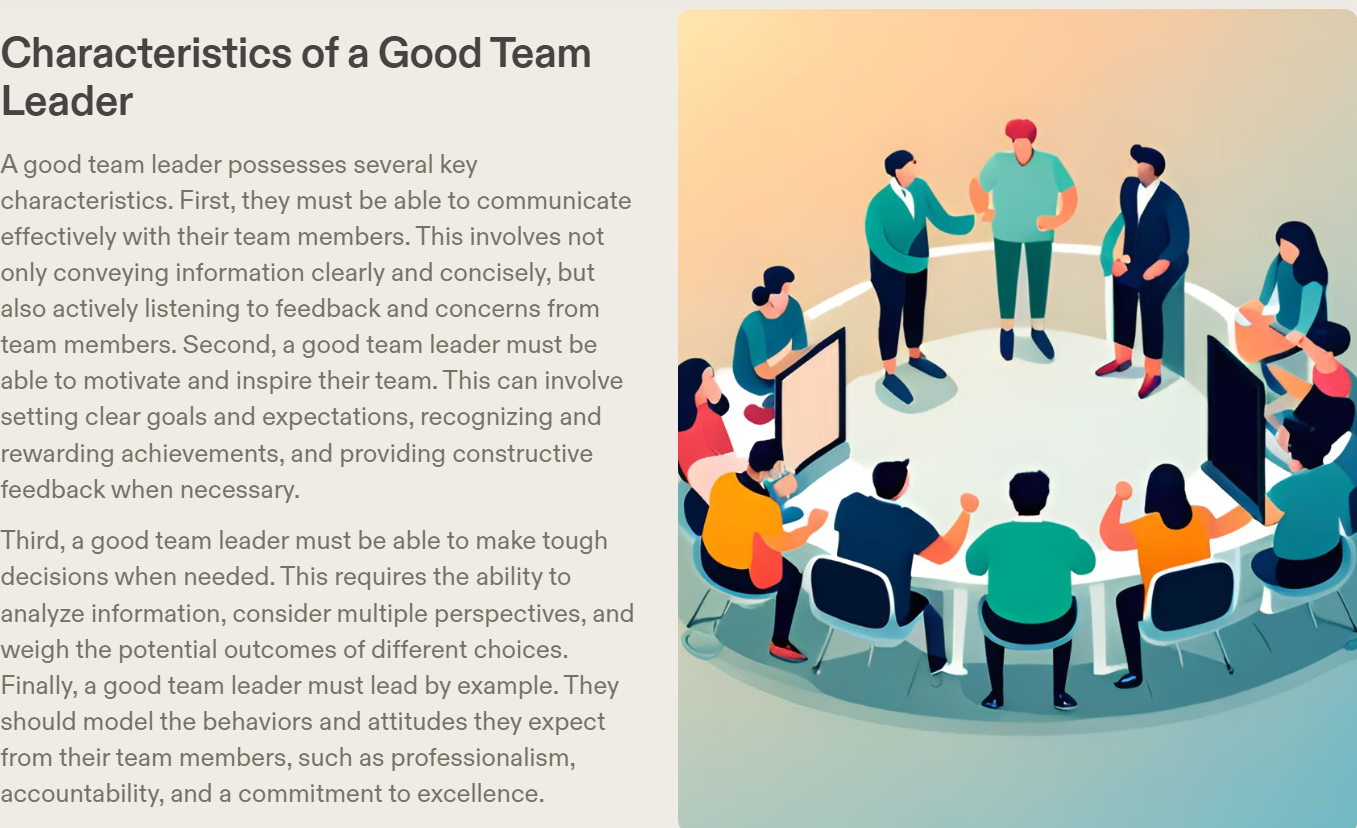 Characteristics of a Good Team
Leader
A good team leader possesses several key
characteristics. First, they must be able to communicate
effectively with their team members. This involves not
only conveying information clearly and concisely, but
also actively listening to feedback and concerns from
team members. Second, a good team leader must be
able to motivate and inspire their team. This can involve
setting clear goals and expectations, recognizing and
rewarding achievements, and providing constructive
feedback when necessary.
Third, a good team leader must be able to make tough
decisions when needed. This requires the ability to
analyze information, consider multiple perspectives, and
weigh the potential outcomes of different choices.
Finally, a good team leader must lead by example. They
should model the behaviors and attitudes they expect
from their team members, such as professionalism,
accountability, and a commitment to excellence.